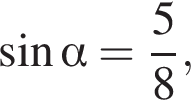 sin α = 5/8,